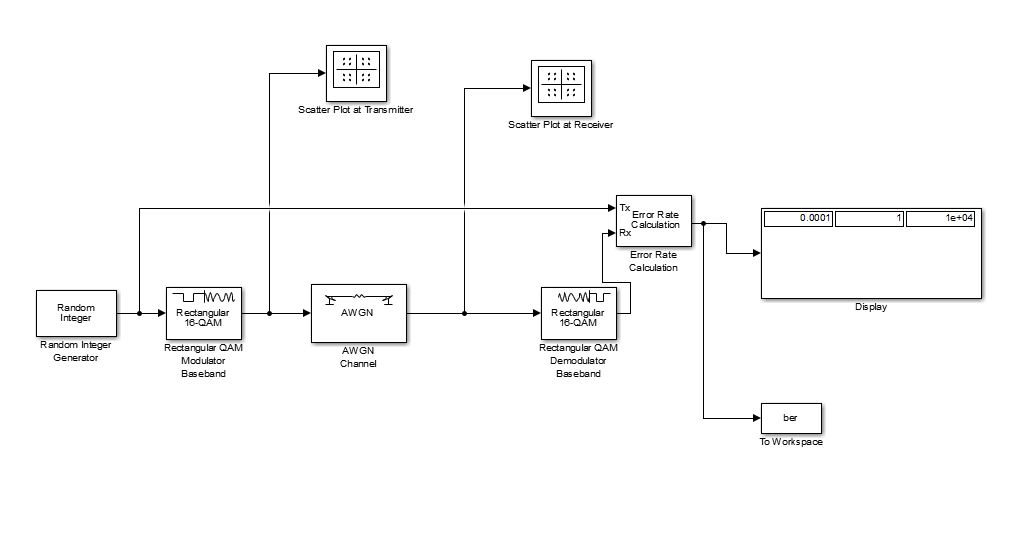 Scatter Plot at Transmitter
Scatter Plot at Receiver
Tx
Error Rate
Calculation
Rx
Error Rate
Calculation
0.0001
1
1e+04
Display
Random
Integer
Random Integer
Generator
Rectangular
16-QAM
Rectangular QAM
Modulator
Baseband
AWGN
AWGN
Channel
Rectangular
16-QAM
Rectangular QAM
Demodulator
Baseband
ber
To Workspace